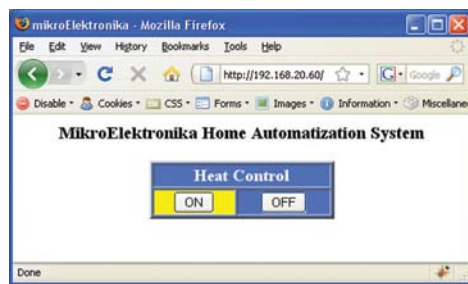 mikroElektronika - Mozilla Firefox
File Edit View History Bookmarks Tools Help
http://192.168.20.60/ G Google
Disable Cookies CSS Forms Images Information Miscellane
MikroElektronika Home Automatization System
Heat Control
ON OFF
Done